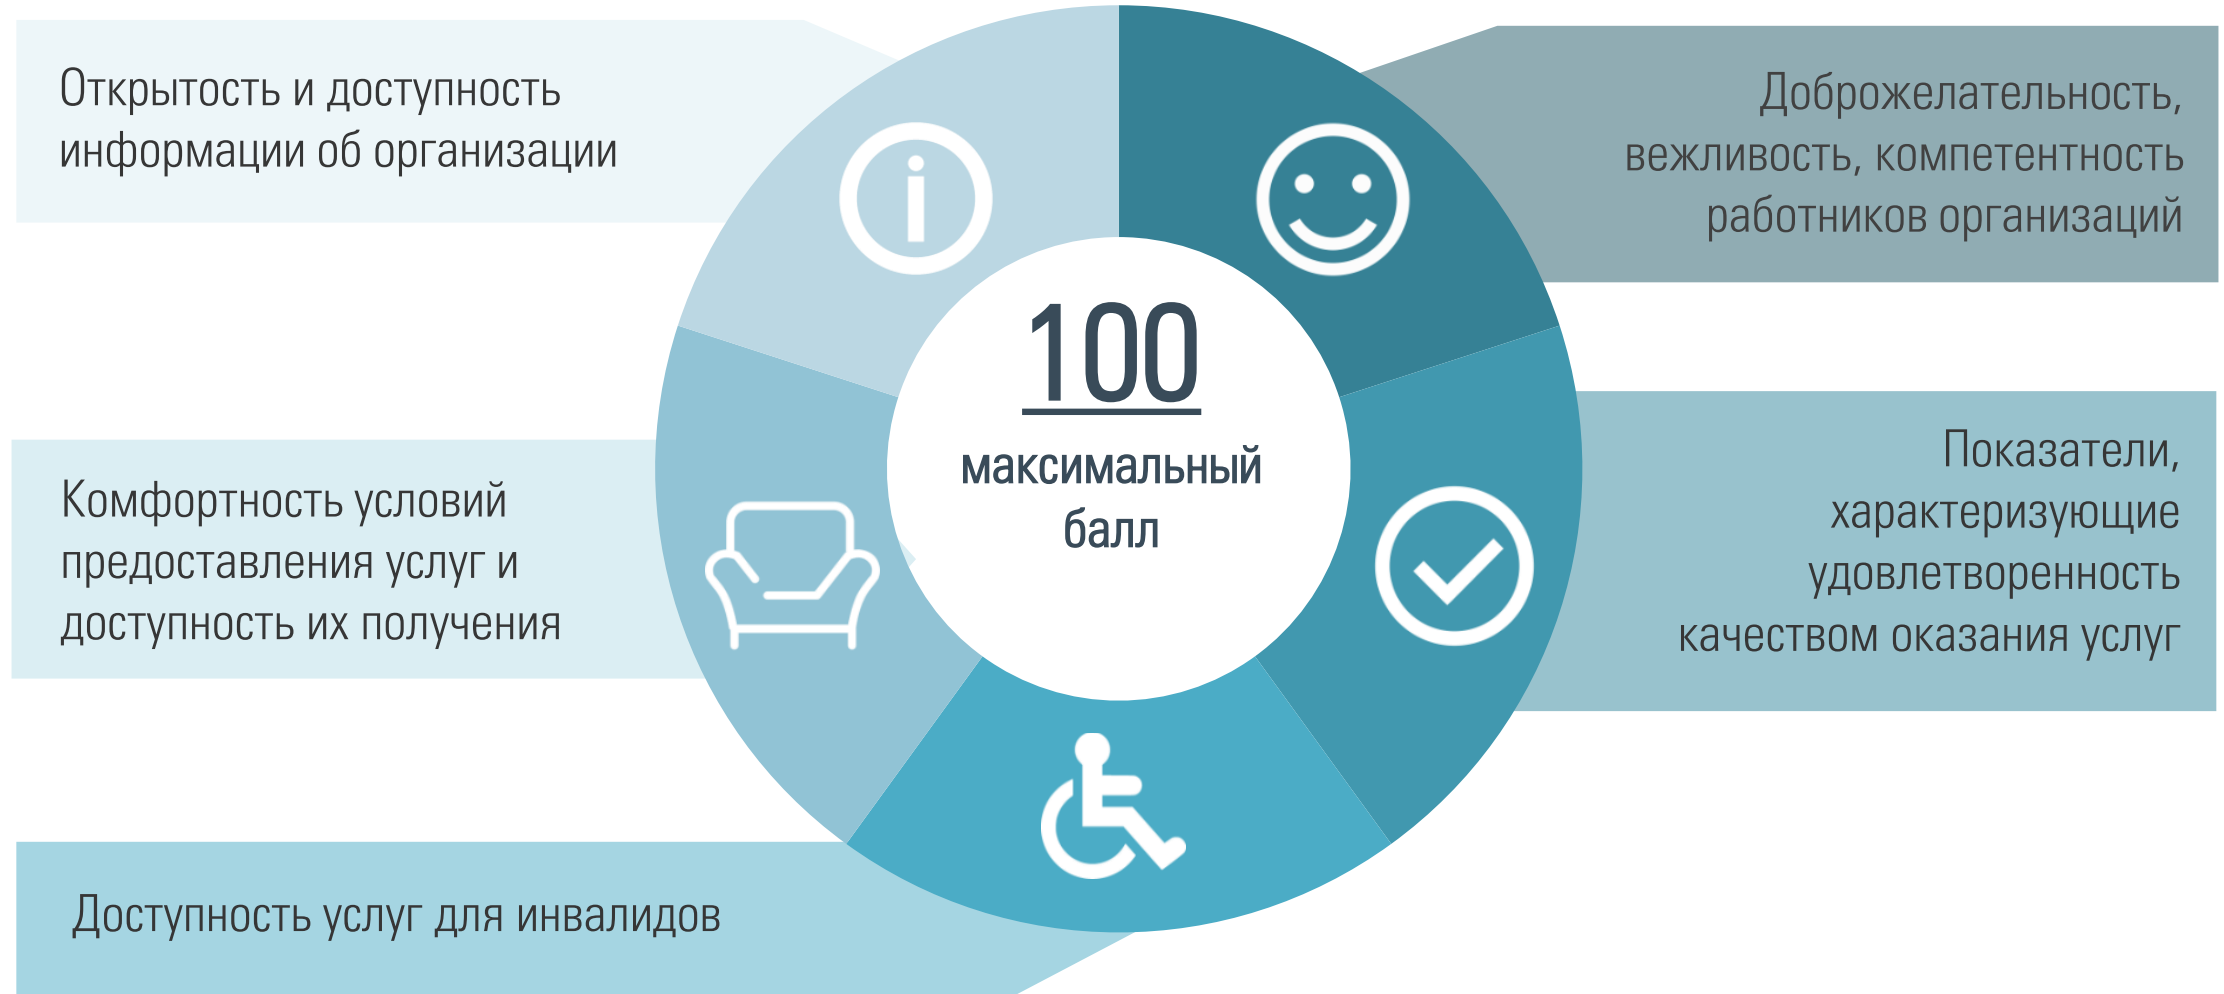 Открытость и доступность
информации об организации
Комфортность условий
предоставления услуг и
доступность их получения
Доступность услуг для инвалидов
100
максимальный
балл
Доброжелательность,
вежливость, компетентность
работников организаций
Показатели,
характеризующие
удовлетворенность
качеством оказания услуг